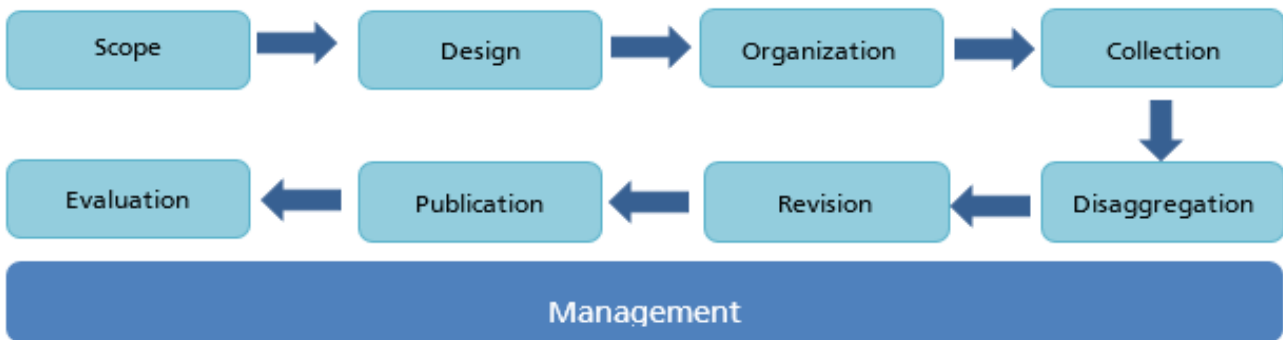 Scope
Design
Organization
Collection
Disaggregation
Revision
Publication
Evaluation
Management